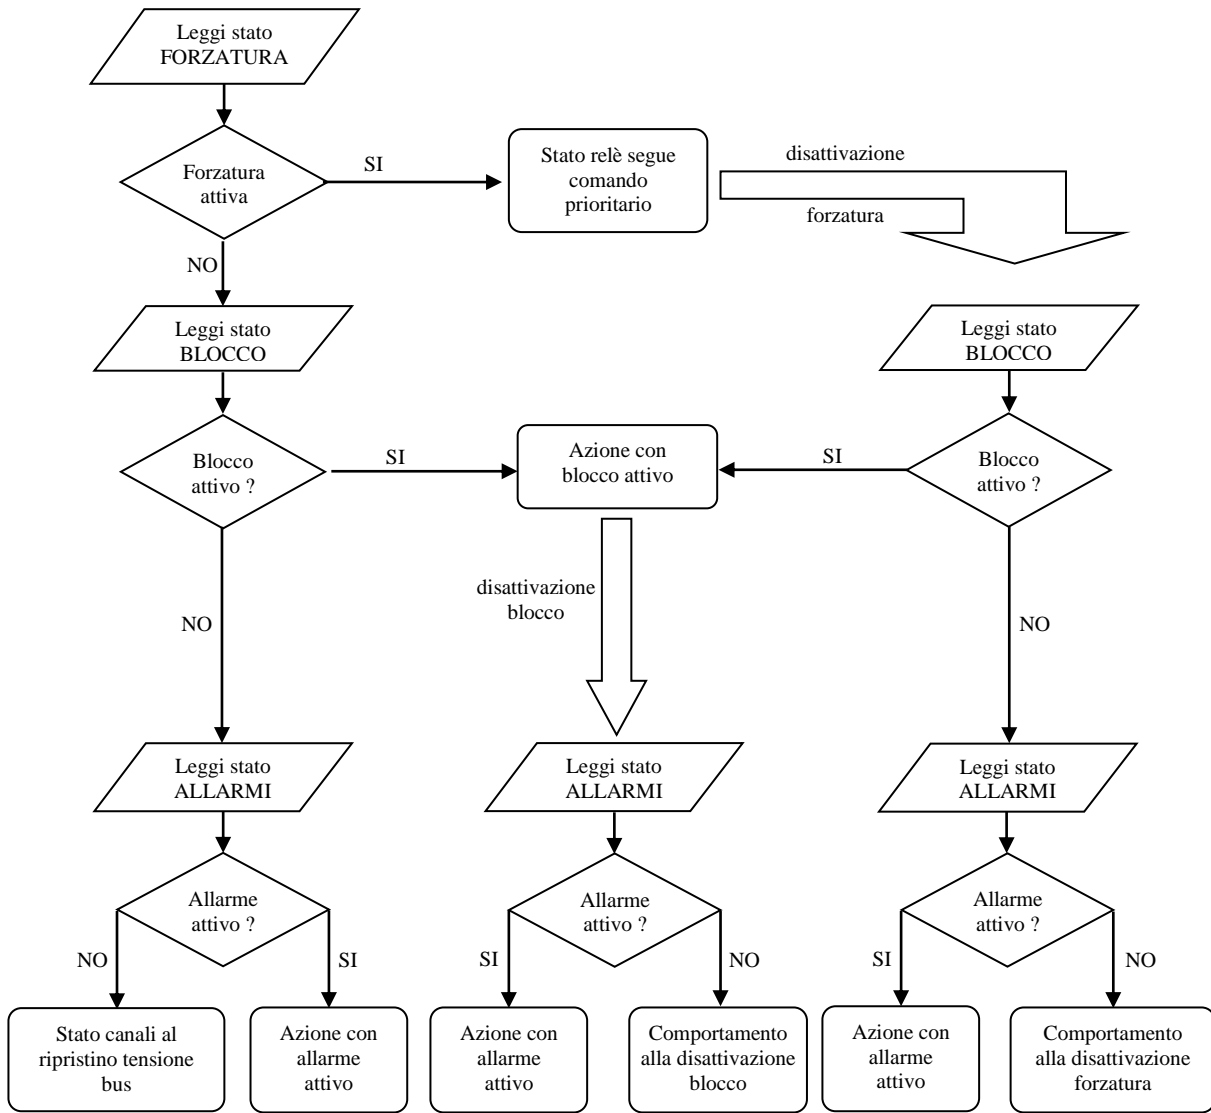 Leggi stato
FORZATURA
Forzatura
attiva
SI
Stato relè segue
comando
prioritario
disattivazione
forzatura
NO
Leggi stato
BLOCCO
Leggi stato
BLOCCO
Blocco
attivo ?
SI
Azione con
blocco attivo
SI
Blocco
attivo ?
disattivazione
blocco
NO
NO
Leggi stato
ALLARMI
Leggi stato
ALLARMI
Leggi stato
ALLARMI
Allarme
attivo ?
Allarme
attivo ?
Allarme
attivo ?
NO
SI
SI
NO
SI
NO
Stato canali al
ripristino tensione
bus
Azione con
allarme
attivo
Azione con
allarme
attivo
Comportamento
alla disattivazione
blocco
Azione con
allarme
attivo
Comportamento
alla disattivazione
forzatura